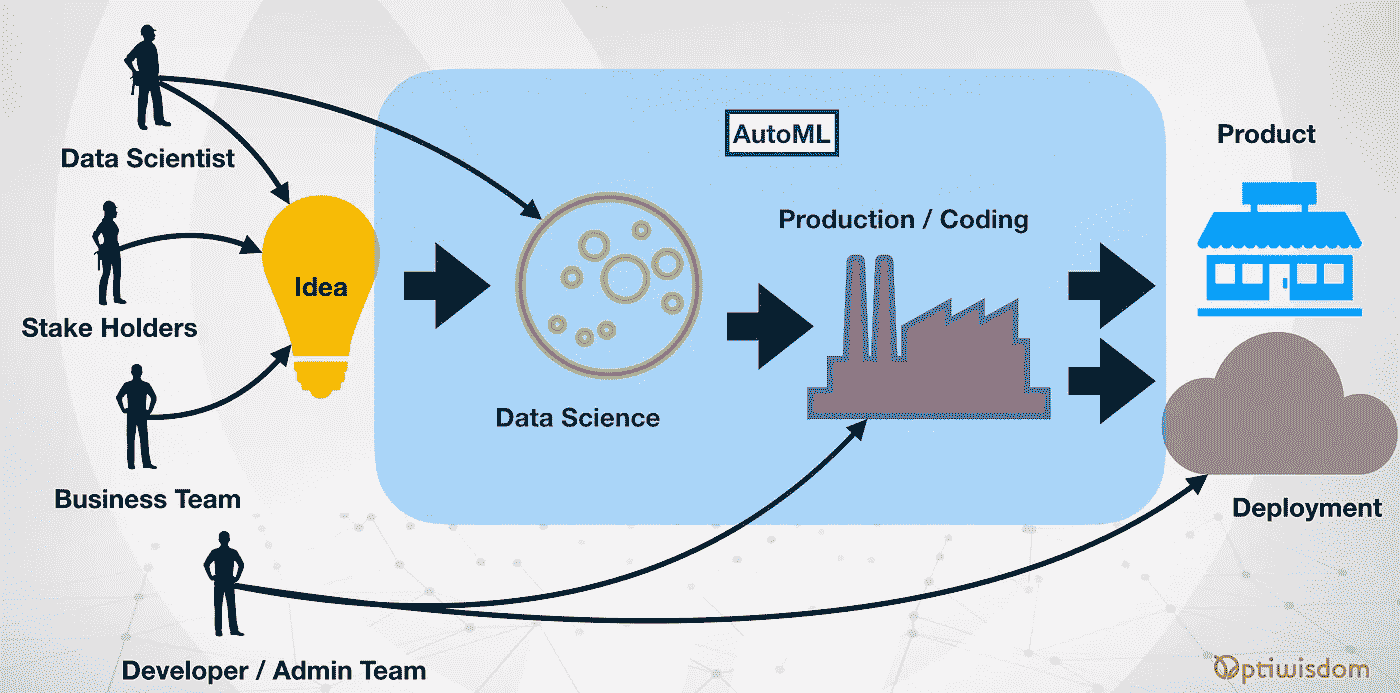 AutoML
Product
Data Scientist
Production / Coding
Idea
Stake Holders
Data Science
Business Team
Deployment
Developer / Admin Team
Optiwisdom